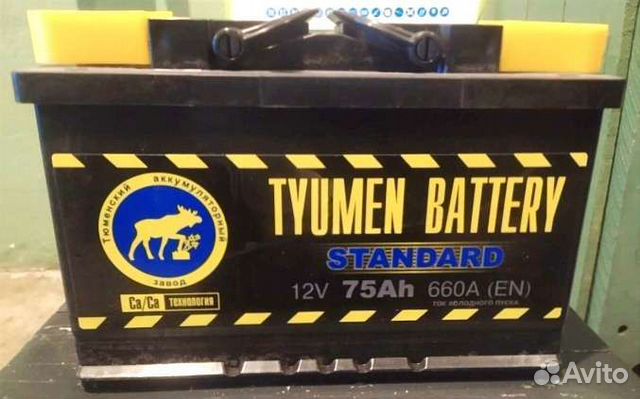 Тюменский аккумуляторный завод
Ca/Ca технология
TYUMEN BATTERY
STANDARD
12V 75Ah 660A (EN)
ток холодного пуска
Avito